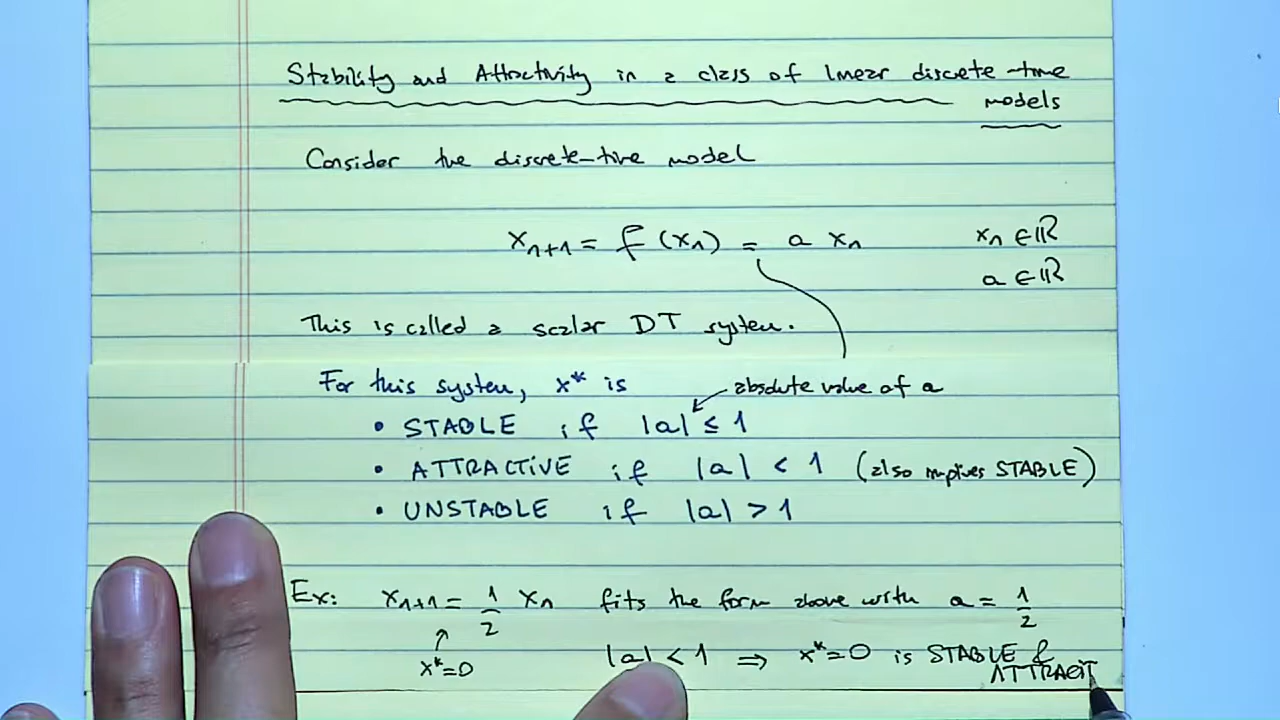 Stability and Attractivity in a class of linear discrete-time
models
Consider the discrete-time model
xₙ₊₁ = f(xₙ) = a xₙ
xₙ ∈ ℝ
a ∈ ℝ
This is called a scalar DT system.
For this system, x* is
absolute value of a
• STABLE if |a| ≤ 1
• ATTRACTIVE if |a| < 1 (also implies STABLE)
• UNSTABLE if |a| > 1
Ex: xₙ₊₁ = 1/2 xₙ fits the form above with a = 1/2
x* = 0
|a| < 1 ⇒ x* = 0 is STABLE &
ATTRACIT